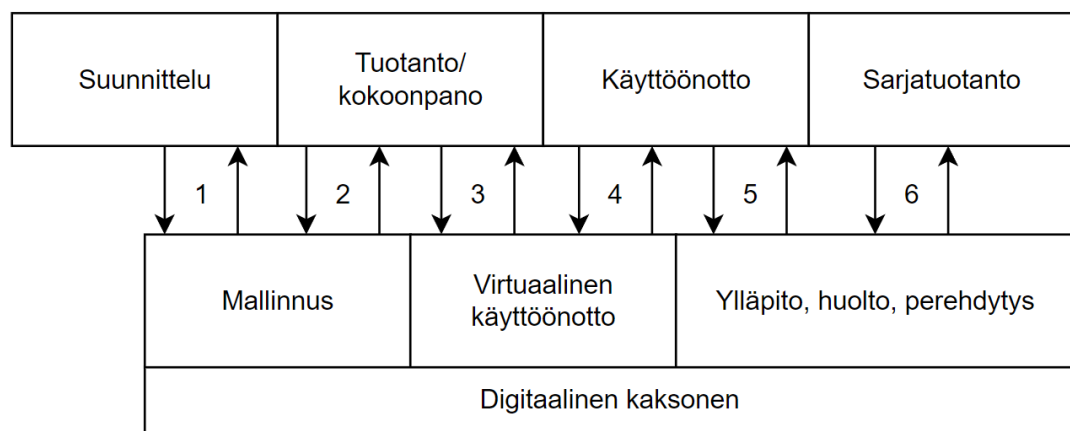 Suunnittelu
Tuotanto/
kokoonpano
Käyttöönotto
Sarjatuotanto
1
2
3
4
5
6
Mallinnus
Virtuaalinen
käyttöönotto
Ylläpito, huolto, perehdytys
Digitaalinen kaksonen